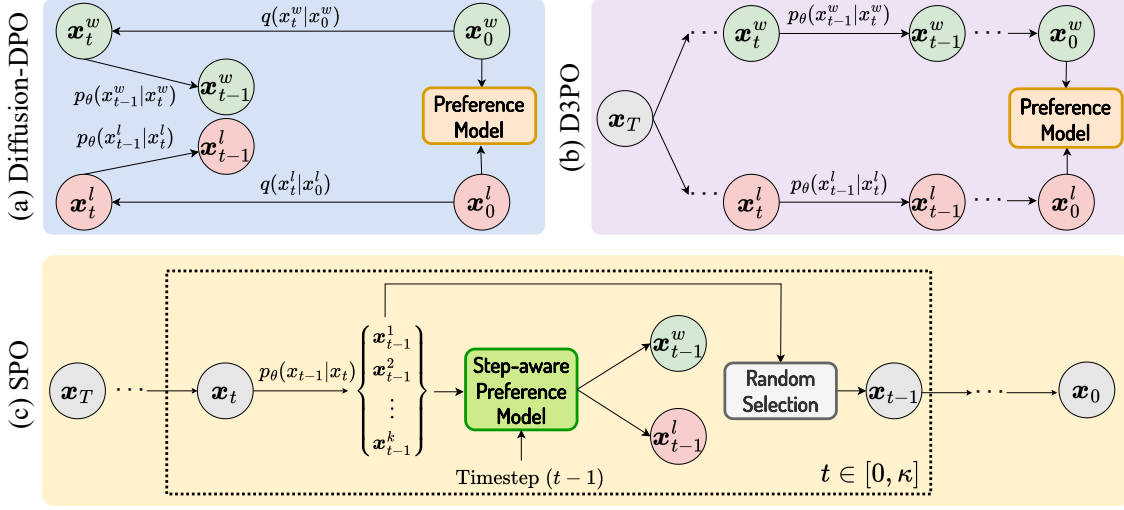 (a) Diffusion-DPO
x_t^w
q(x_t^w|x_0^w)
x_0^w
p_θ(x_{t-1}^w|x_t^w)
x_{t-1}^w
Preference
Model
p_θ(x_{t-1}^l|x_t^l)
x_{t-1}^l
x_t^l
q(x_t^l|x_0^l)
x_0^l
(b) D3PO
x_T
··· x_t^w
p_θ(x_{t-1}^w|x_t^w)
x_{t-1}^w ··· x_0^w
Preference
Model
··· x_t^l
p_θ(x_{t-1}^l|x_t^l)
x_{t-1}^l ··· x_0^l
(c) SPO
x_T ··· x_t
p_θ(x_{t-1}|x_t)
x_{t-1}^1
x_{t-1}^2
⋮
x_{t-1}^k
Step-aware
Preference
Model
Timestep (t − 1)
x_{t-1}^w
x_{t-1}^l
Random
Selection
x_{t-1} ··· x_0
t ∈ [0, κ]